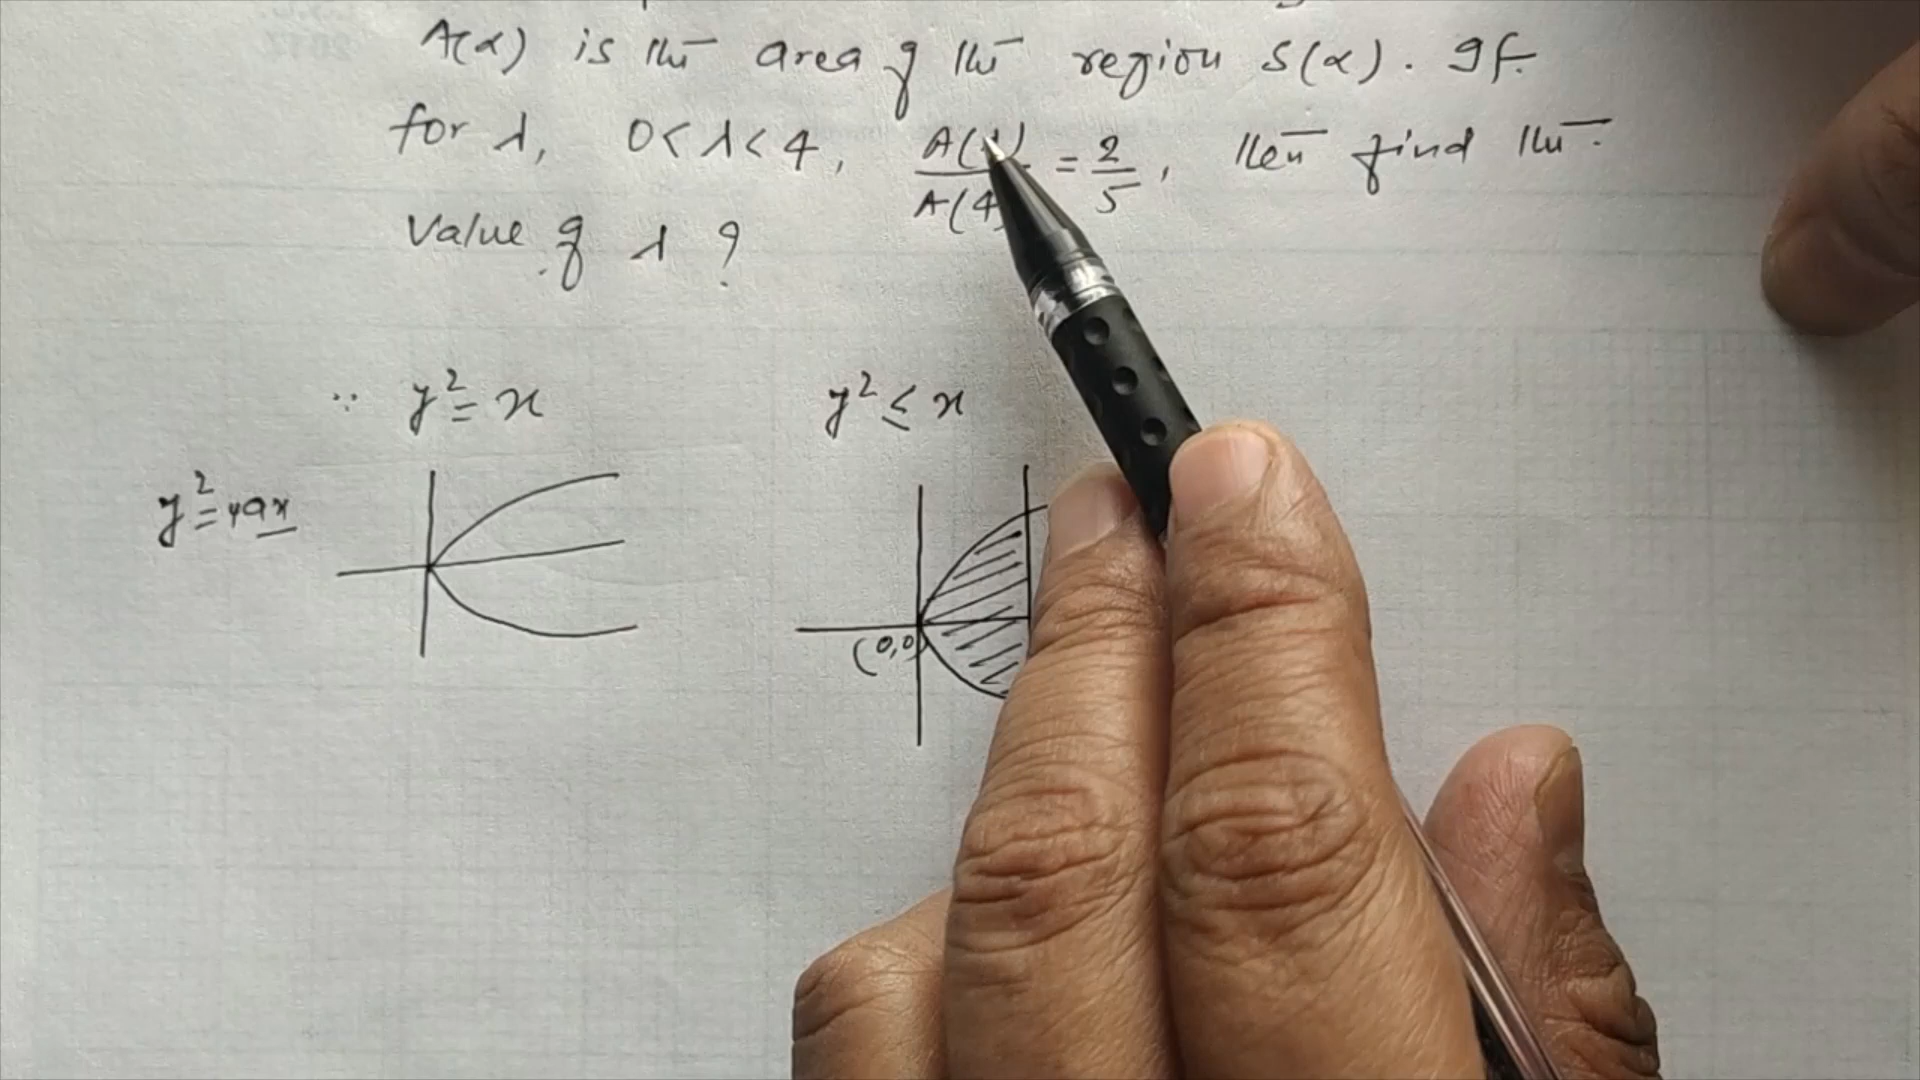 A(α) is the area of the region S(α). If
for λ, 0<λ<4, A(λ)/A(4) = 2/5, then find the
Value of λ ?
∵ y²=x
y² ≤ x
y²=4ax
(0,0)